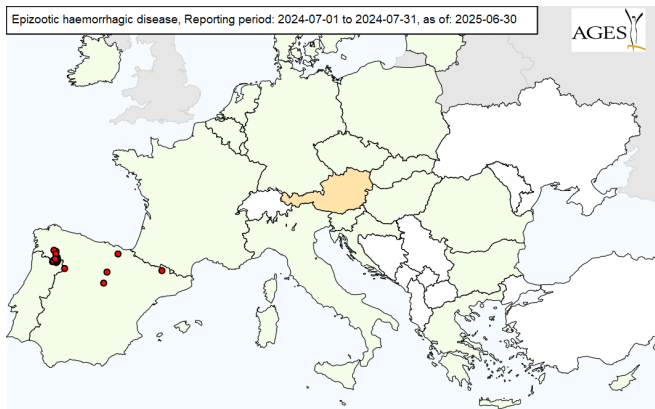 Epizootic haemorrhagic disease, Reporting period: 2024-07-01 to 2024-07-31, as of: 2025-06-30
AGES